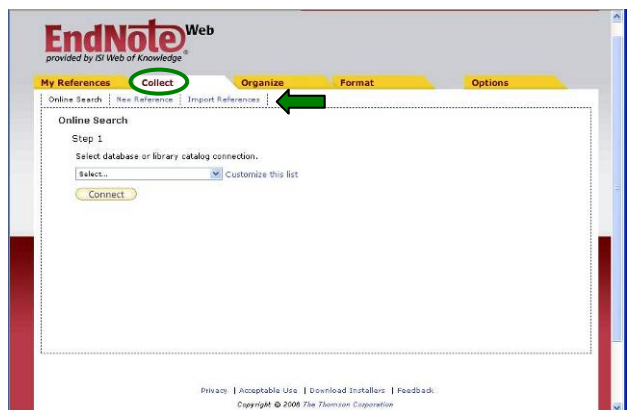 EndNote Web
provided by ISI Web of Knowledge
My References Collect Organize Format Options
Online Search New Reference Import References
Online Search
Step 1
Select database or library catalog connection.
Select... Customize this list
Connect
Privacy | Acceptable Use | Download Installers | Feedback
Copyright © 2008 The Thomson Corporation